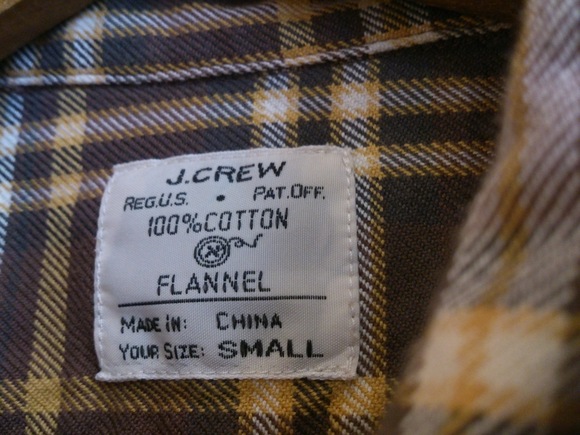 J.CREW
REG.U.S. • PAT.OFF.
100% COTTON
FLANNEL
MADE IN: CHINA
YOUR SIZE: SMALL